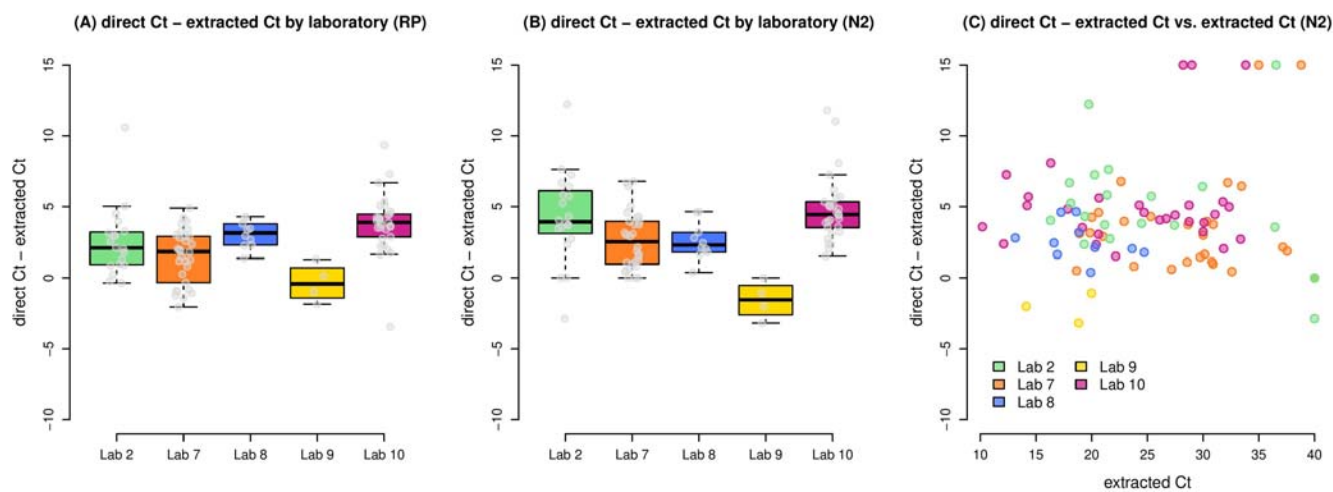 (A) direct Ct − extracted Ct by laboratory (RP)
direct Ct − extracted Ct
15
10
5
0
−5
−10
Lab 2 Lab 7 Lab 8 Lab 9 Lab 10
(B) direct Ct − extracted Ct by laboratory (N2)
direct Ct − extracted Ct
15
10
5
0
−5
−10
Lab 2 Lab 7 Lab 8 Lab 9 Lab 10
(C) direct Ct − extracted Ct vs. extracted Ct (N2)
direct Ct − extracted Ct
15
10
5
0
−5
−10
Lab 2 Lab 9
Lab 7 Lab 10
Lab 8
10 15 20 25 30 35 40
extracted Ct